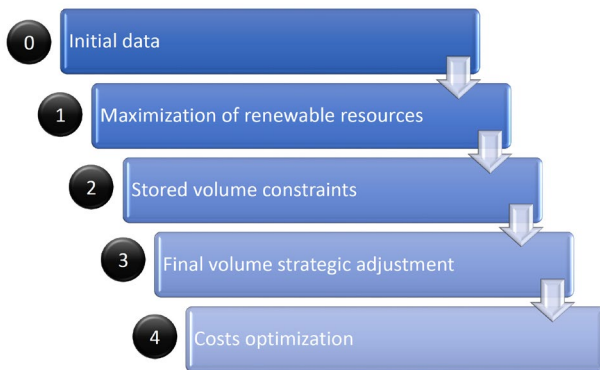 0 Initial data
1 Maximization of renewable resources
2 Stored volume constraints
3 Final volume strategic adjustment
4 Costs optimization